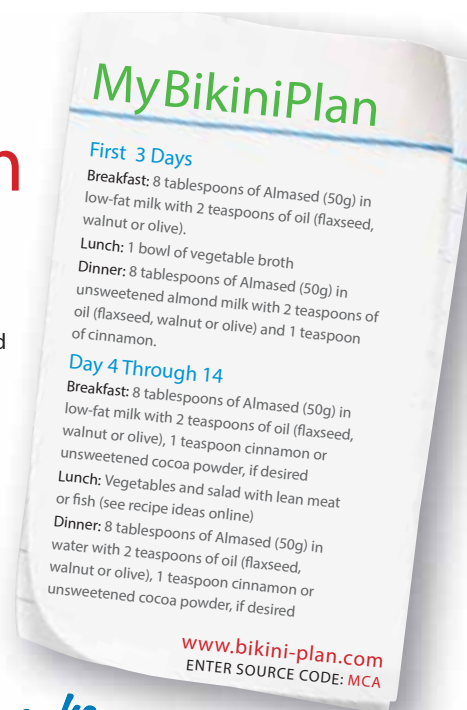 MyBikiniPlan
First 3 Days
Breakfast: 8 tablespoons of Almased (50g) in
low-fat milk with 2 teaspoons of oil (flaxseed,
walnut or olive).
Lunch: 1 bowl of vegetable broth
Dinner: 8 tablespoons of Almased (50g) in
unsweetened almond milk with 2 teaspoons of
oil (flaxseed, walnut or olive) and 1 teaspoon
of cinnamon.
Day 4 Through 14
Breakfast: 8 tablespoons of Almased (50g) in
low-fat milk with 2 teaspoons of oil (flaxseed,
walnut or olive), 1 teaspoon cinnamon or
unsweetened cocoa powder, if desired
Lunch: Vegetables and salad with lean meat
or fish (see recipe ideas online)
Dinner: 8 tablespoons of Almased (50g) in
water with 2 teaspoons of oil (flaxseed,
walnut or olive), 1 teaspoon cinnamon or
unsweetened cocoa powder, if desired
www.bikini-plan.com
ENTER SOURCE CODE: MCA